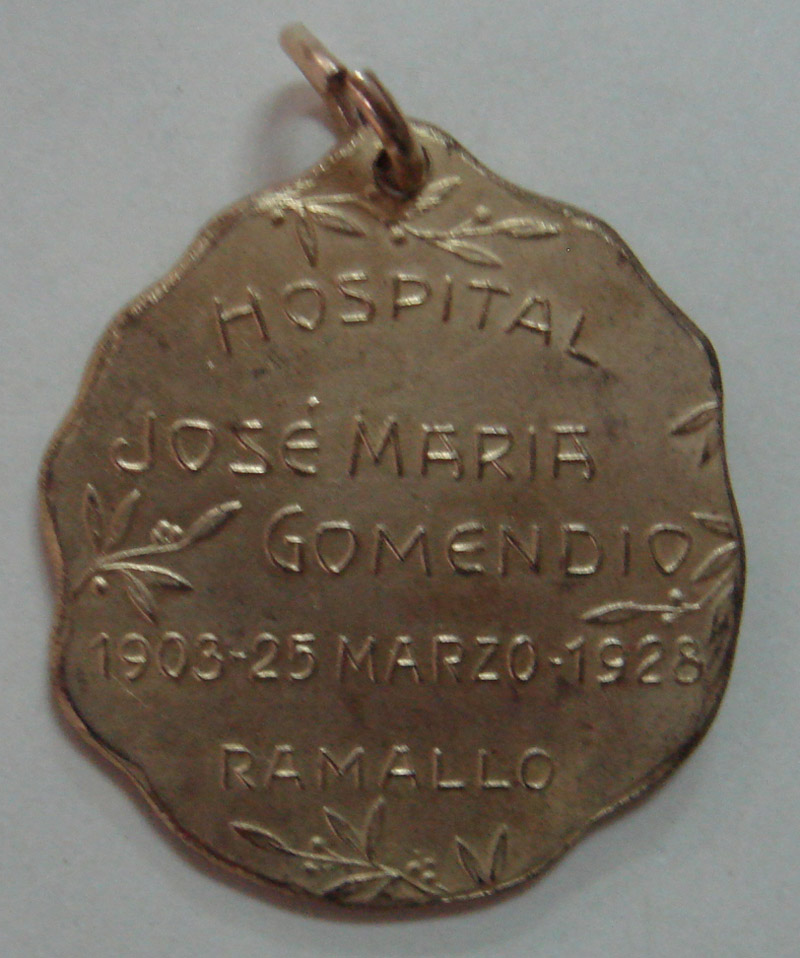 HOSPITAL
JOSÉ MARIA
GOMENDIO
1903-25 MARZO-1928
RAMALLO